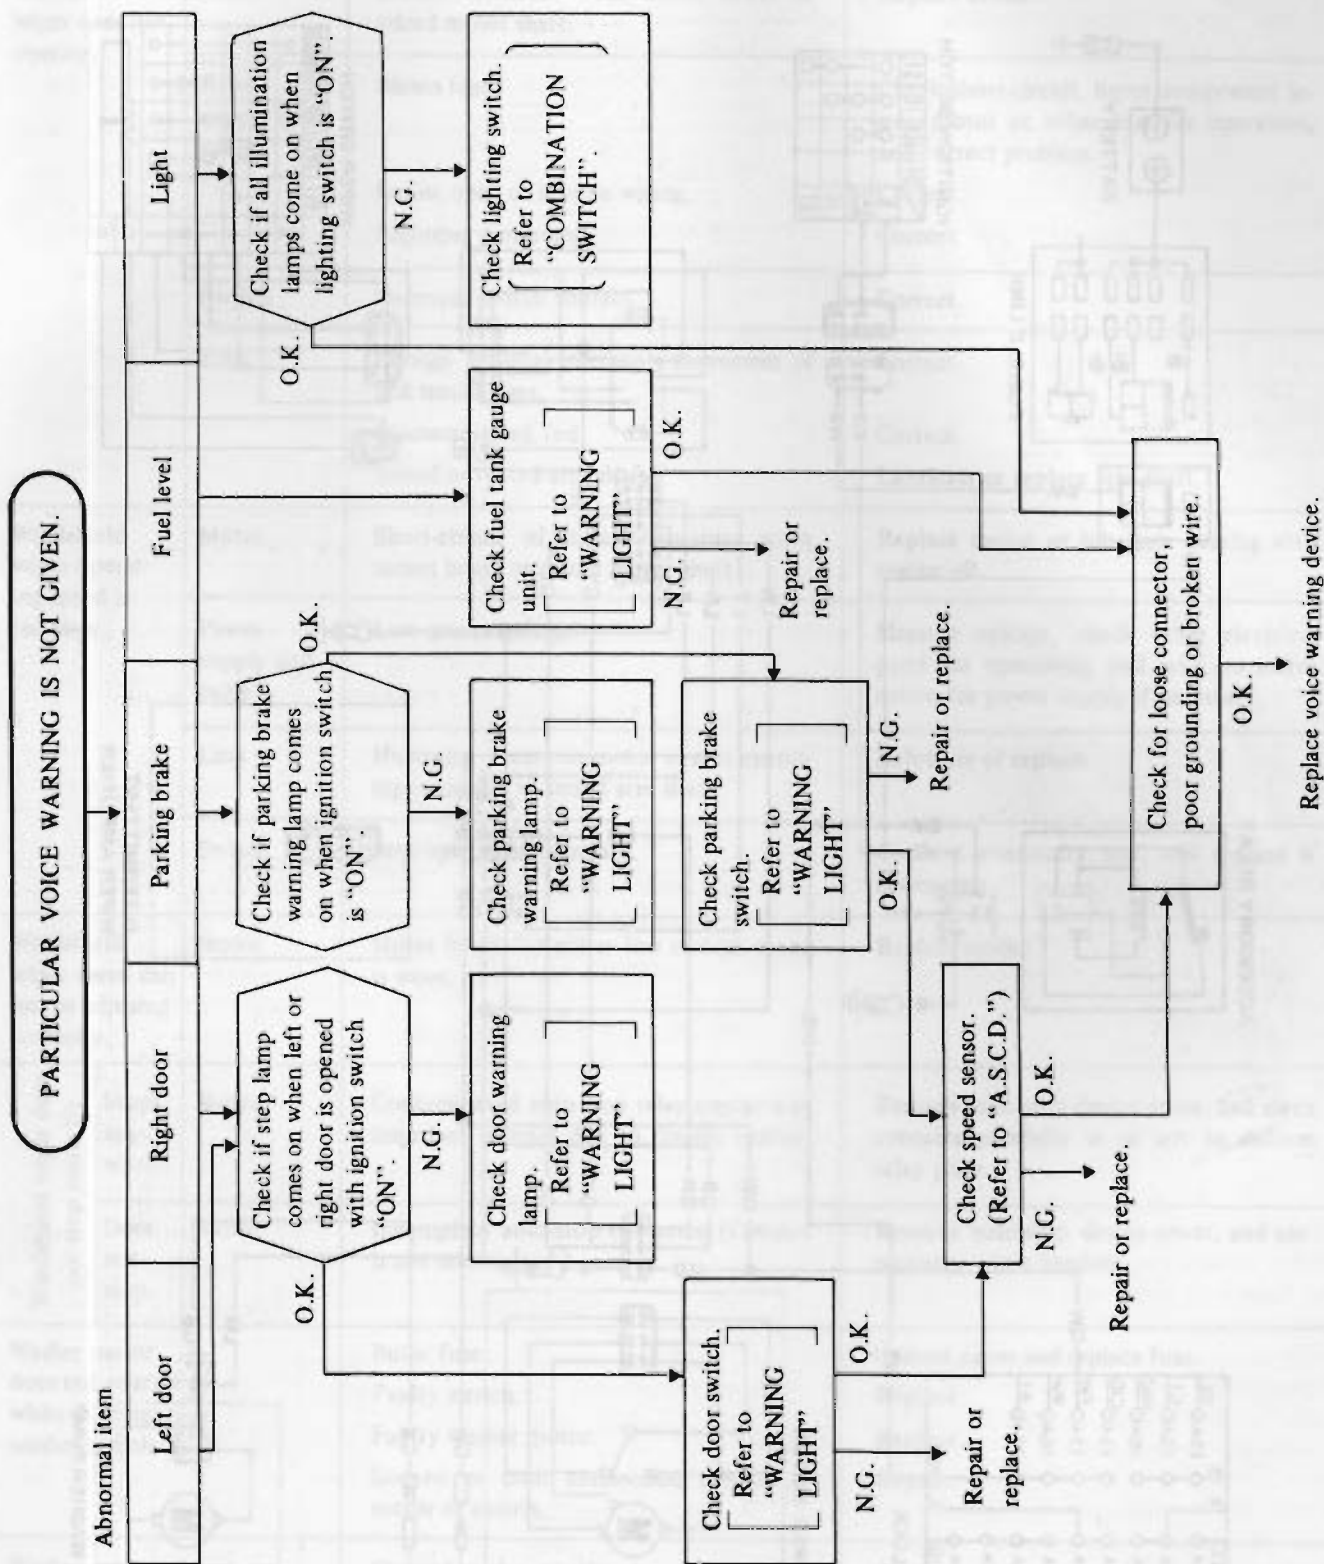 PARTICULAR VOICE WARNING IS NOT GIVEN.
Abnormal item
Left door
Right door
Parking brake
Fuel level
Light
Check if step lamp
comes on when left or
right door is opened
with ignition switch
“ON”.
O.K.
N.G.
Check if parking brake
warning lamp comes
on when ignition switch
is “ON”.
O.K.
N.G.
Check if all illumination
lamps come on when
lighting switch is “ON”.
O.K.
N.G.
Check door warning
lamp.
Refer to
“WARNING
LIGHT”
Check parking brake
warning lamp.
Refer to
“WARNING
LIGHT”
Check fuel tank gauge
unit.
Refer to
“WARNING
LIGHT”
N.G.
O.K.
Repair or
replace.
Check lighting switch.
Refer to
“COMBINATION
SWITCH”.
Check door switch.
Refer to
“WARNING
LIGHT”
N.G.
O.K.
Repair or
replace.
Check parking brake
switch.
Refer to
“WARNING
LIGHT”
O.K.
N.G.
Repair or replace.
Check speed sensor.
(Refer to “A.S.C.D.”)
N.G.
O.K.
Repair or replace.
Check for loose connector,
poor grounding or broken wire.
O.K.
Replace voice warning device.